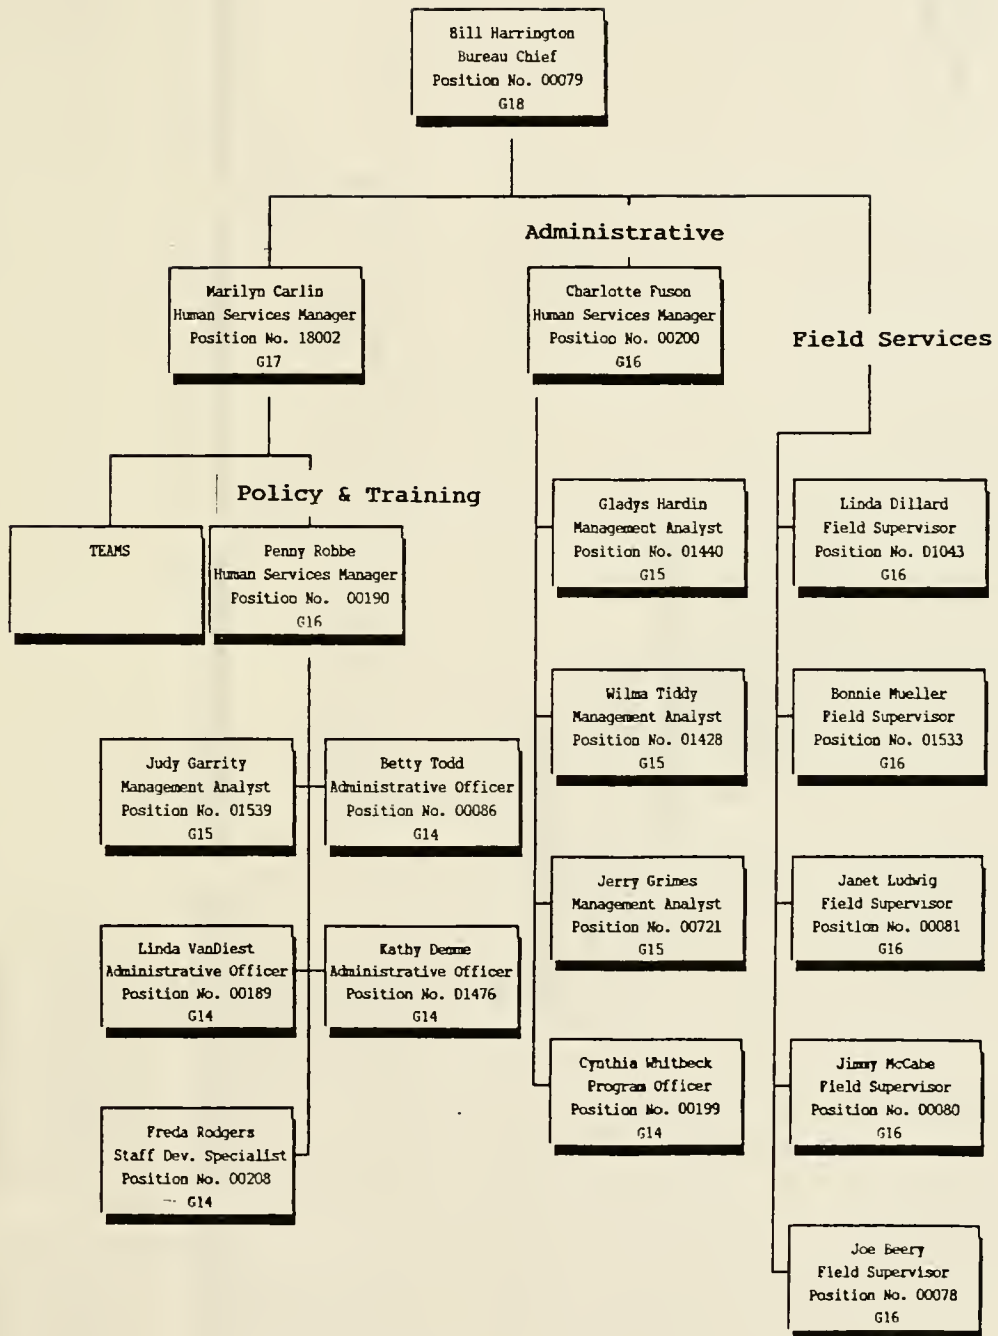 Bill Harrington
Bureau Chief
Position No. 00079
G18
Administrative
Marilyn Carlin
Human Services Manager
Position No. 18002
G17
Charlotte Fuson
Human Services Manager
Position No. 00200
G16
Field Services
Policy & Training
TEAMS
Penny Robbe
Human Services Manager
Position No. 00190
G16
Gladys Hardin
Management Analyst
Position No. 01440
G15
Linda Dillard
Field Supervisor
Position No. D1043
G16
Wilma Tiddy
Management Analyst
Position No. 01428
G15
Bonnie Mueller
Field Supervisor
Position No. 01533
G16
Judy Garrity
Management Analyst
Position No. 01539
G15
Betty Todd
Administrative Officer
Position No. 00086
G14
Jerry Grimes
Management Analyst
Position No. 00721
G15
Janet Ludwig
Field Supervisor
Position No. 00081
G16
Linda VanDiest
Administrative Officer
Position No. 00189
G14
Kathy
Administrative Officer
Position No. D1476
G14
Cynthia Whitbeck
Program Officer
Position No. 00199
G14
Jimmy McCabe
Field Supervisor
Position No. 00080
G16
Freda Rodgers
Staff Dev. Specialist
Position No. 00208
G14
Joe Beery
Field Supervisor
Position No. 00078
G16